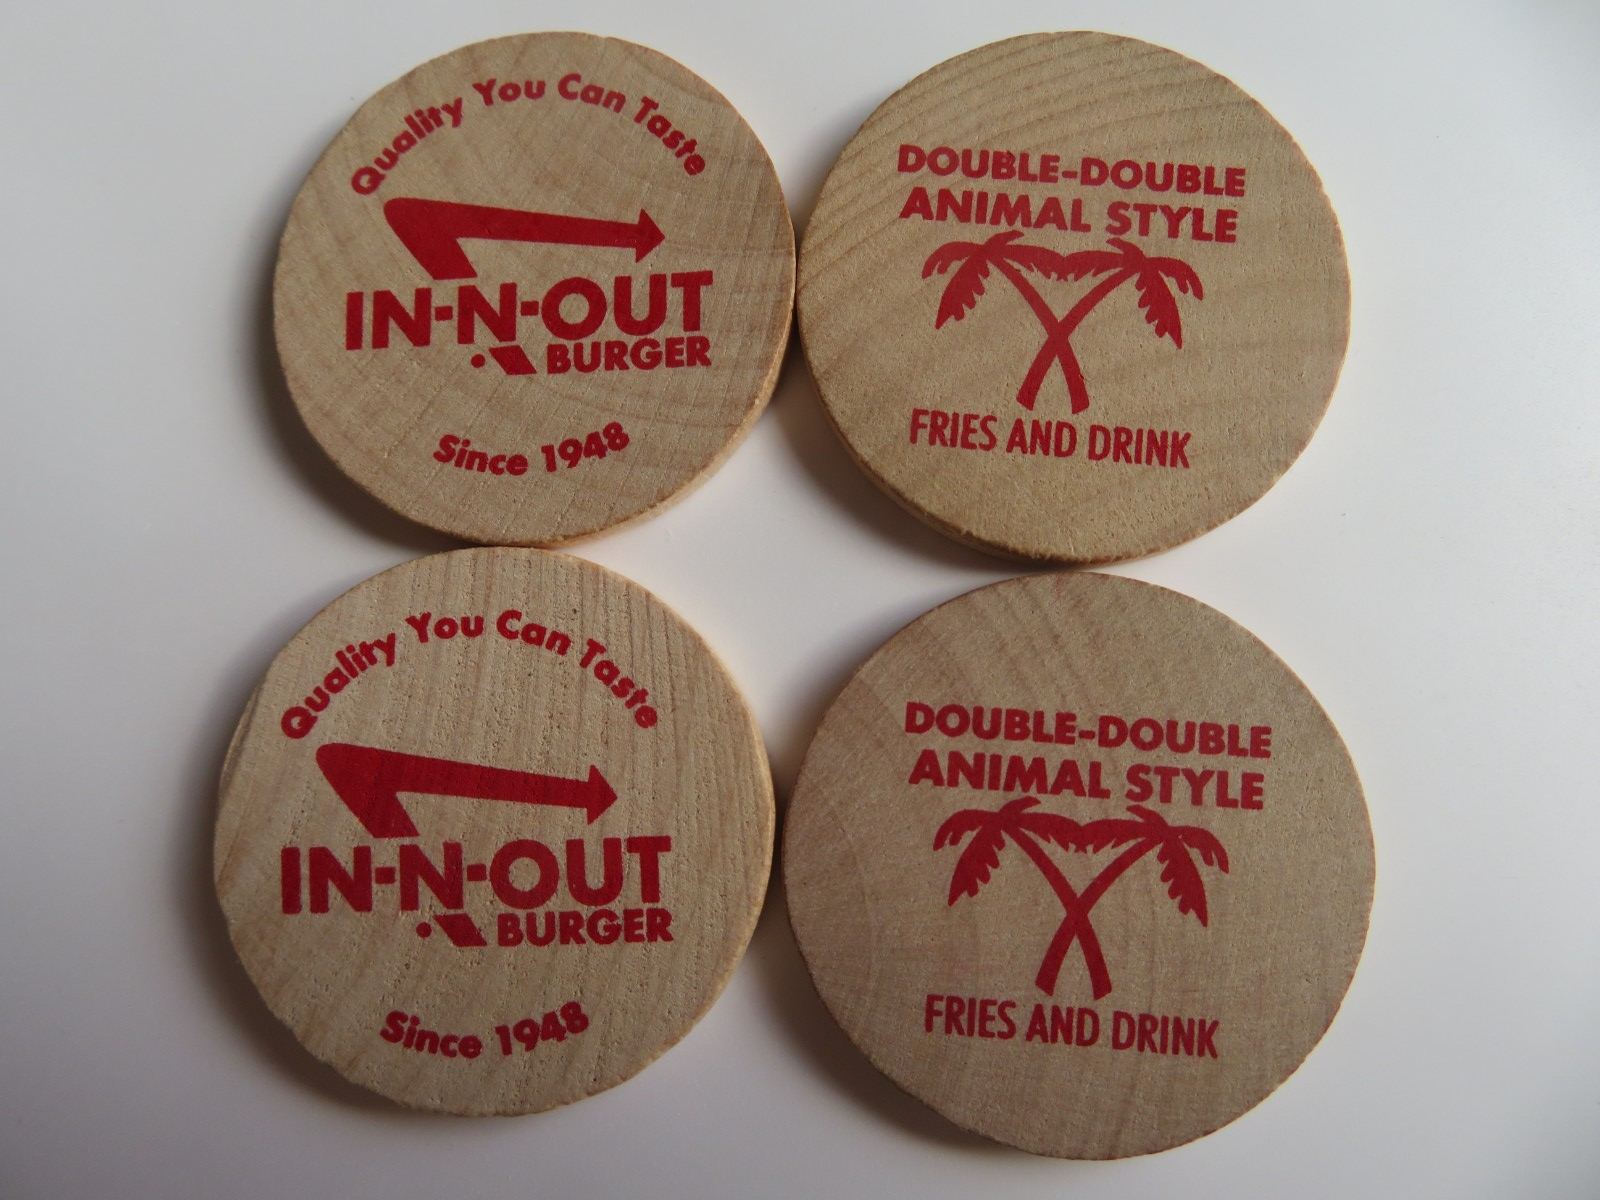 Quality You Can Taste
IN-N-OUT
BURGER
Since 1948
DOUBLE-DOUBLE
ANIMAL STYLE
FRIES AND DRINK
Quality You Can Taste
IN-N-OUT
BURGER
Since 1948
DOUBLE-DOUBLE
ANIMAL STYLE
FRIES AND DRINK